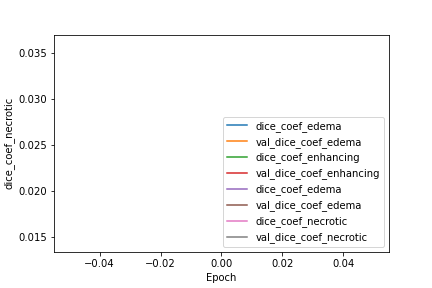 0.035
0.030
0.025
0.020
0.015
dice_coef_necrotic
dice_coef_edema
val_dice_coef_edema
dice_coef_enhancing
val_dice_coef_enhancing
dice_coef_edema
val_dice_coef_edema
dice_coef_necrotic
val_dice_coef_necrotic
−0.04 −0.02 0.00 0.02 0.04
Epoch